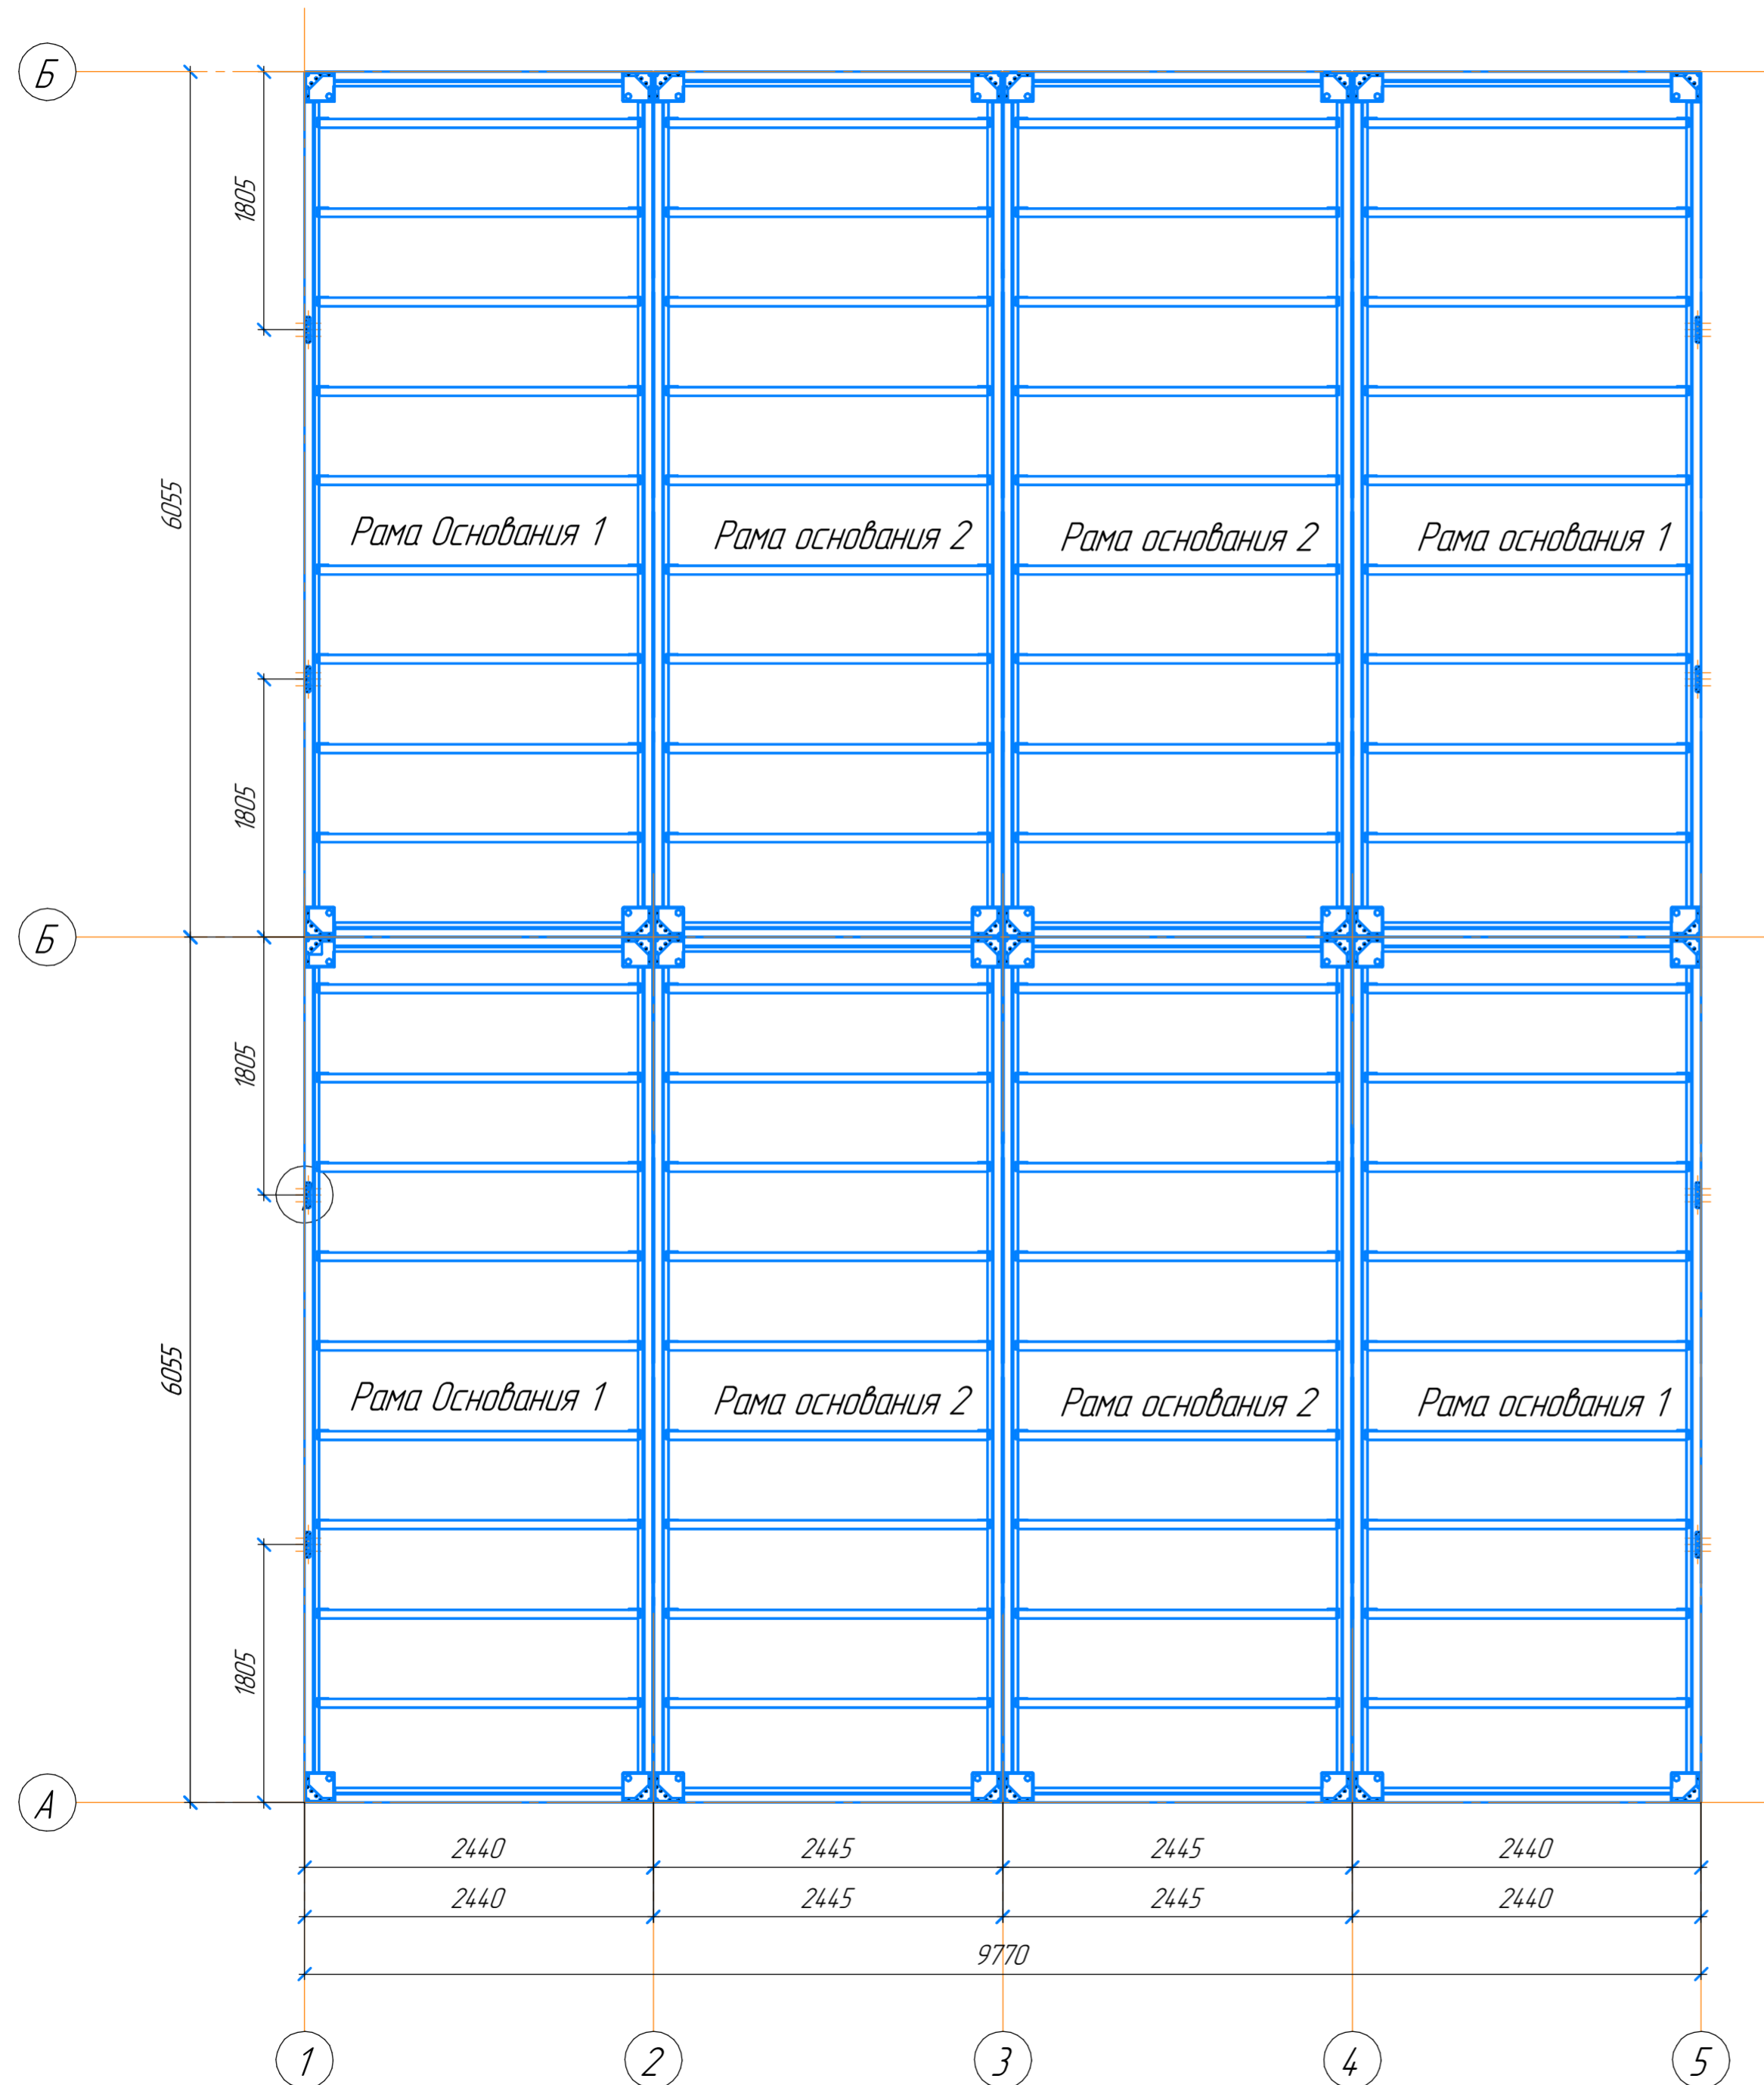 Б
1805
6055
Рама Основания 1
Рама основания 2
Рама основания 2
Рама основания 1
1805
Б
1805
6055
Рама Основания 1
Рама основания 2
Рама основания 2
Рама основания 1
1805
А
2440
2445
2445
2440
2440
2445
2445
2440
9770
1
2
3
4
5